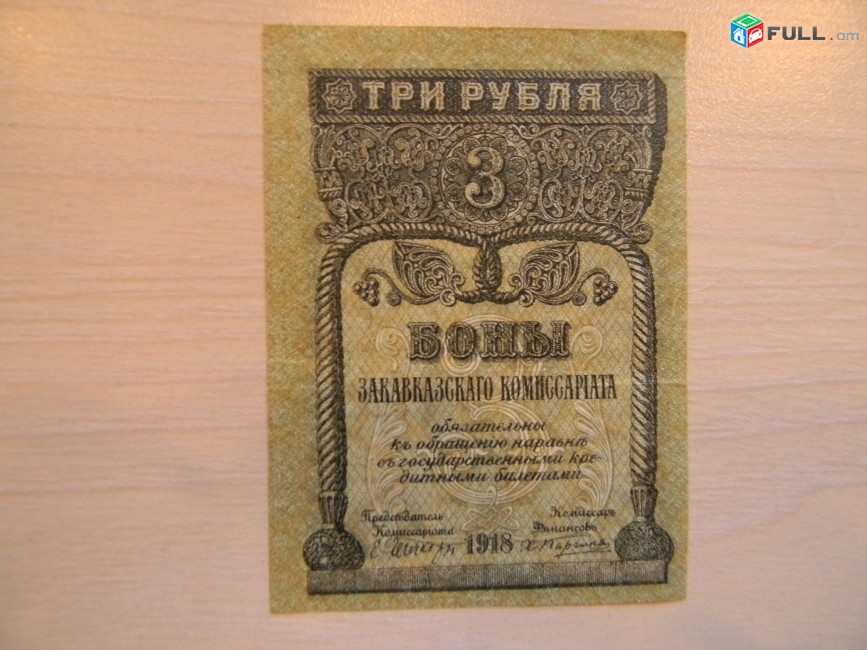 FULL.am
ТРИ РУБЛЯ
3
БОНЫ
ЗАКАВКАЗСКАГО КОМИССАРІАТА
обязательны
къ обращенію наравнѣ
съ государственными кре-
дитными билетами
Предсѣдатель
Комиссаріата
Комиссаръ
Финансовъ
1918